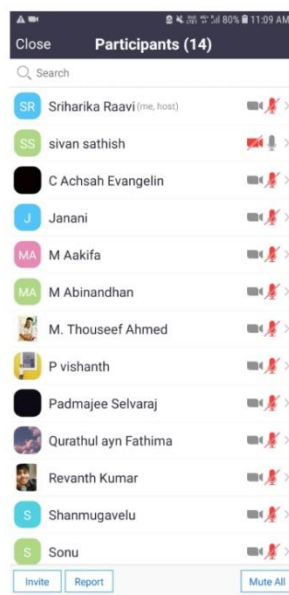 80% 11:09 AM
Close Participants (14)
Search
SR Sriharika Raavi (me, host)
SS sivan sathish
C Achsah Evangelin
J Janani
MA M Aakifa
MA M Abinandhan
M. Thouseef Ahmed
P vishanth
Padmajee Selvaraj
Qurathul ayn Fathima
Revanth Kumar
S Shanmugavelu
S Sonu
Invite Report Mute All